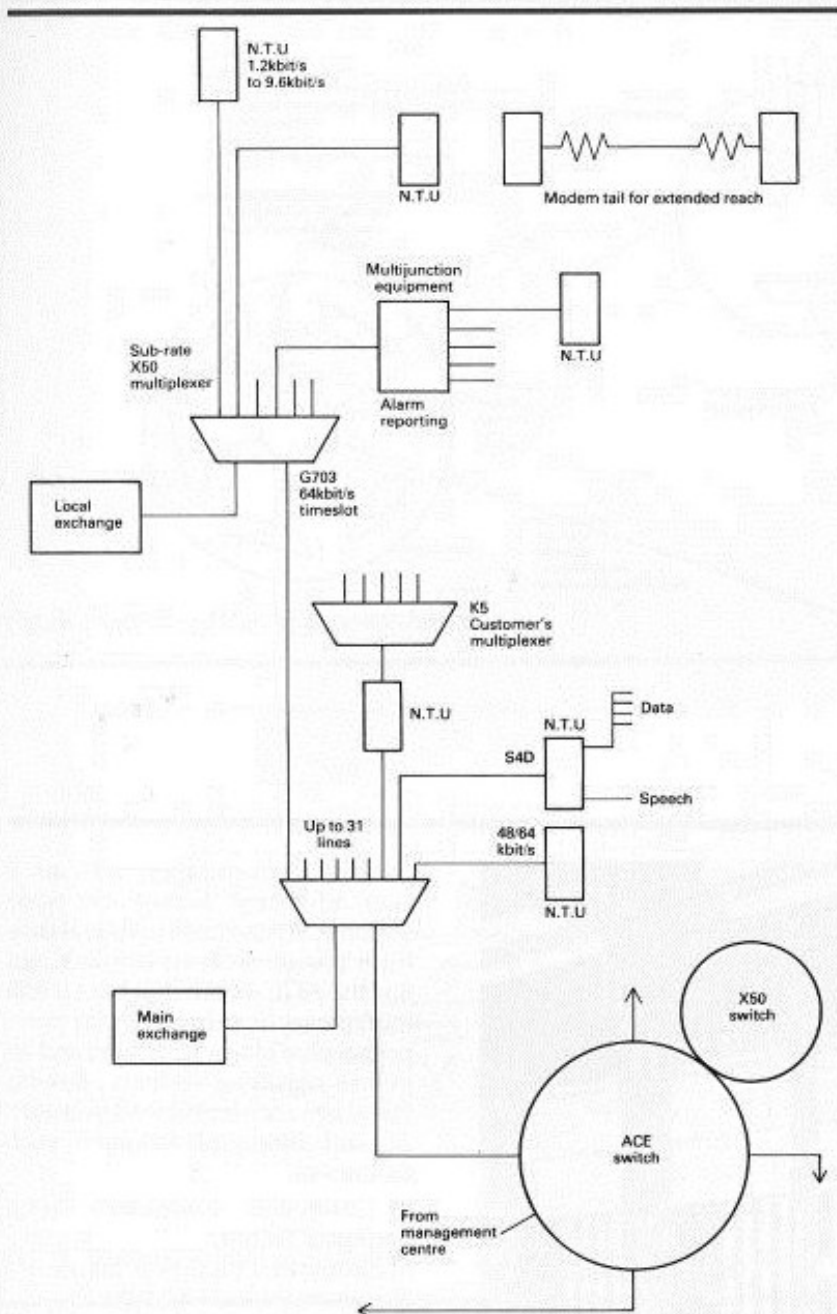 N.T.U
1.2kbit/s
to 9.6kbit/s
N.T.U
Modem tail for extended reach
Multijunction
equipment
N.T.U
Sub-rate
X50
multiplexer
Alarm
reporting
G703
64kbit/s
timeslot
Local
exchange
K5
Customer's
multiplexer
N.T.U
N.T.U
Data
S4D
Speech
Up to 31
lines
48/64
kbit/s
N.T.U
X50
switch
Main
exchange
ACE
switch
From
management
centre